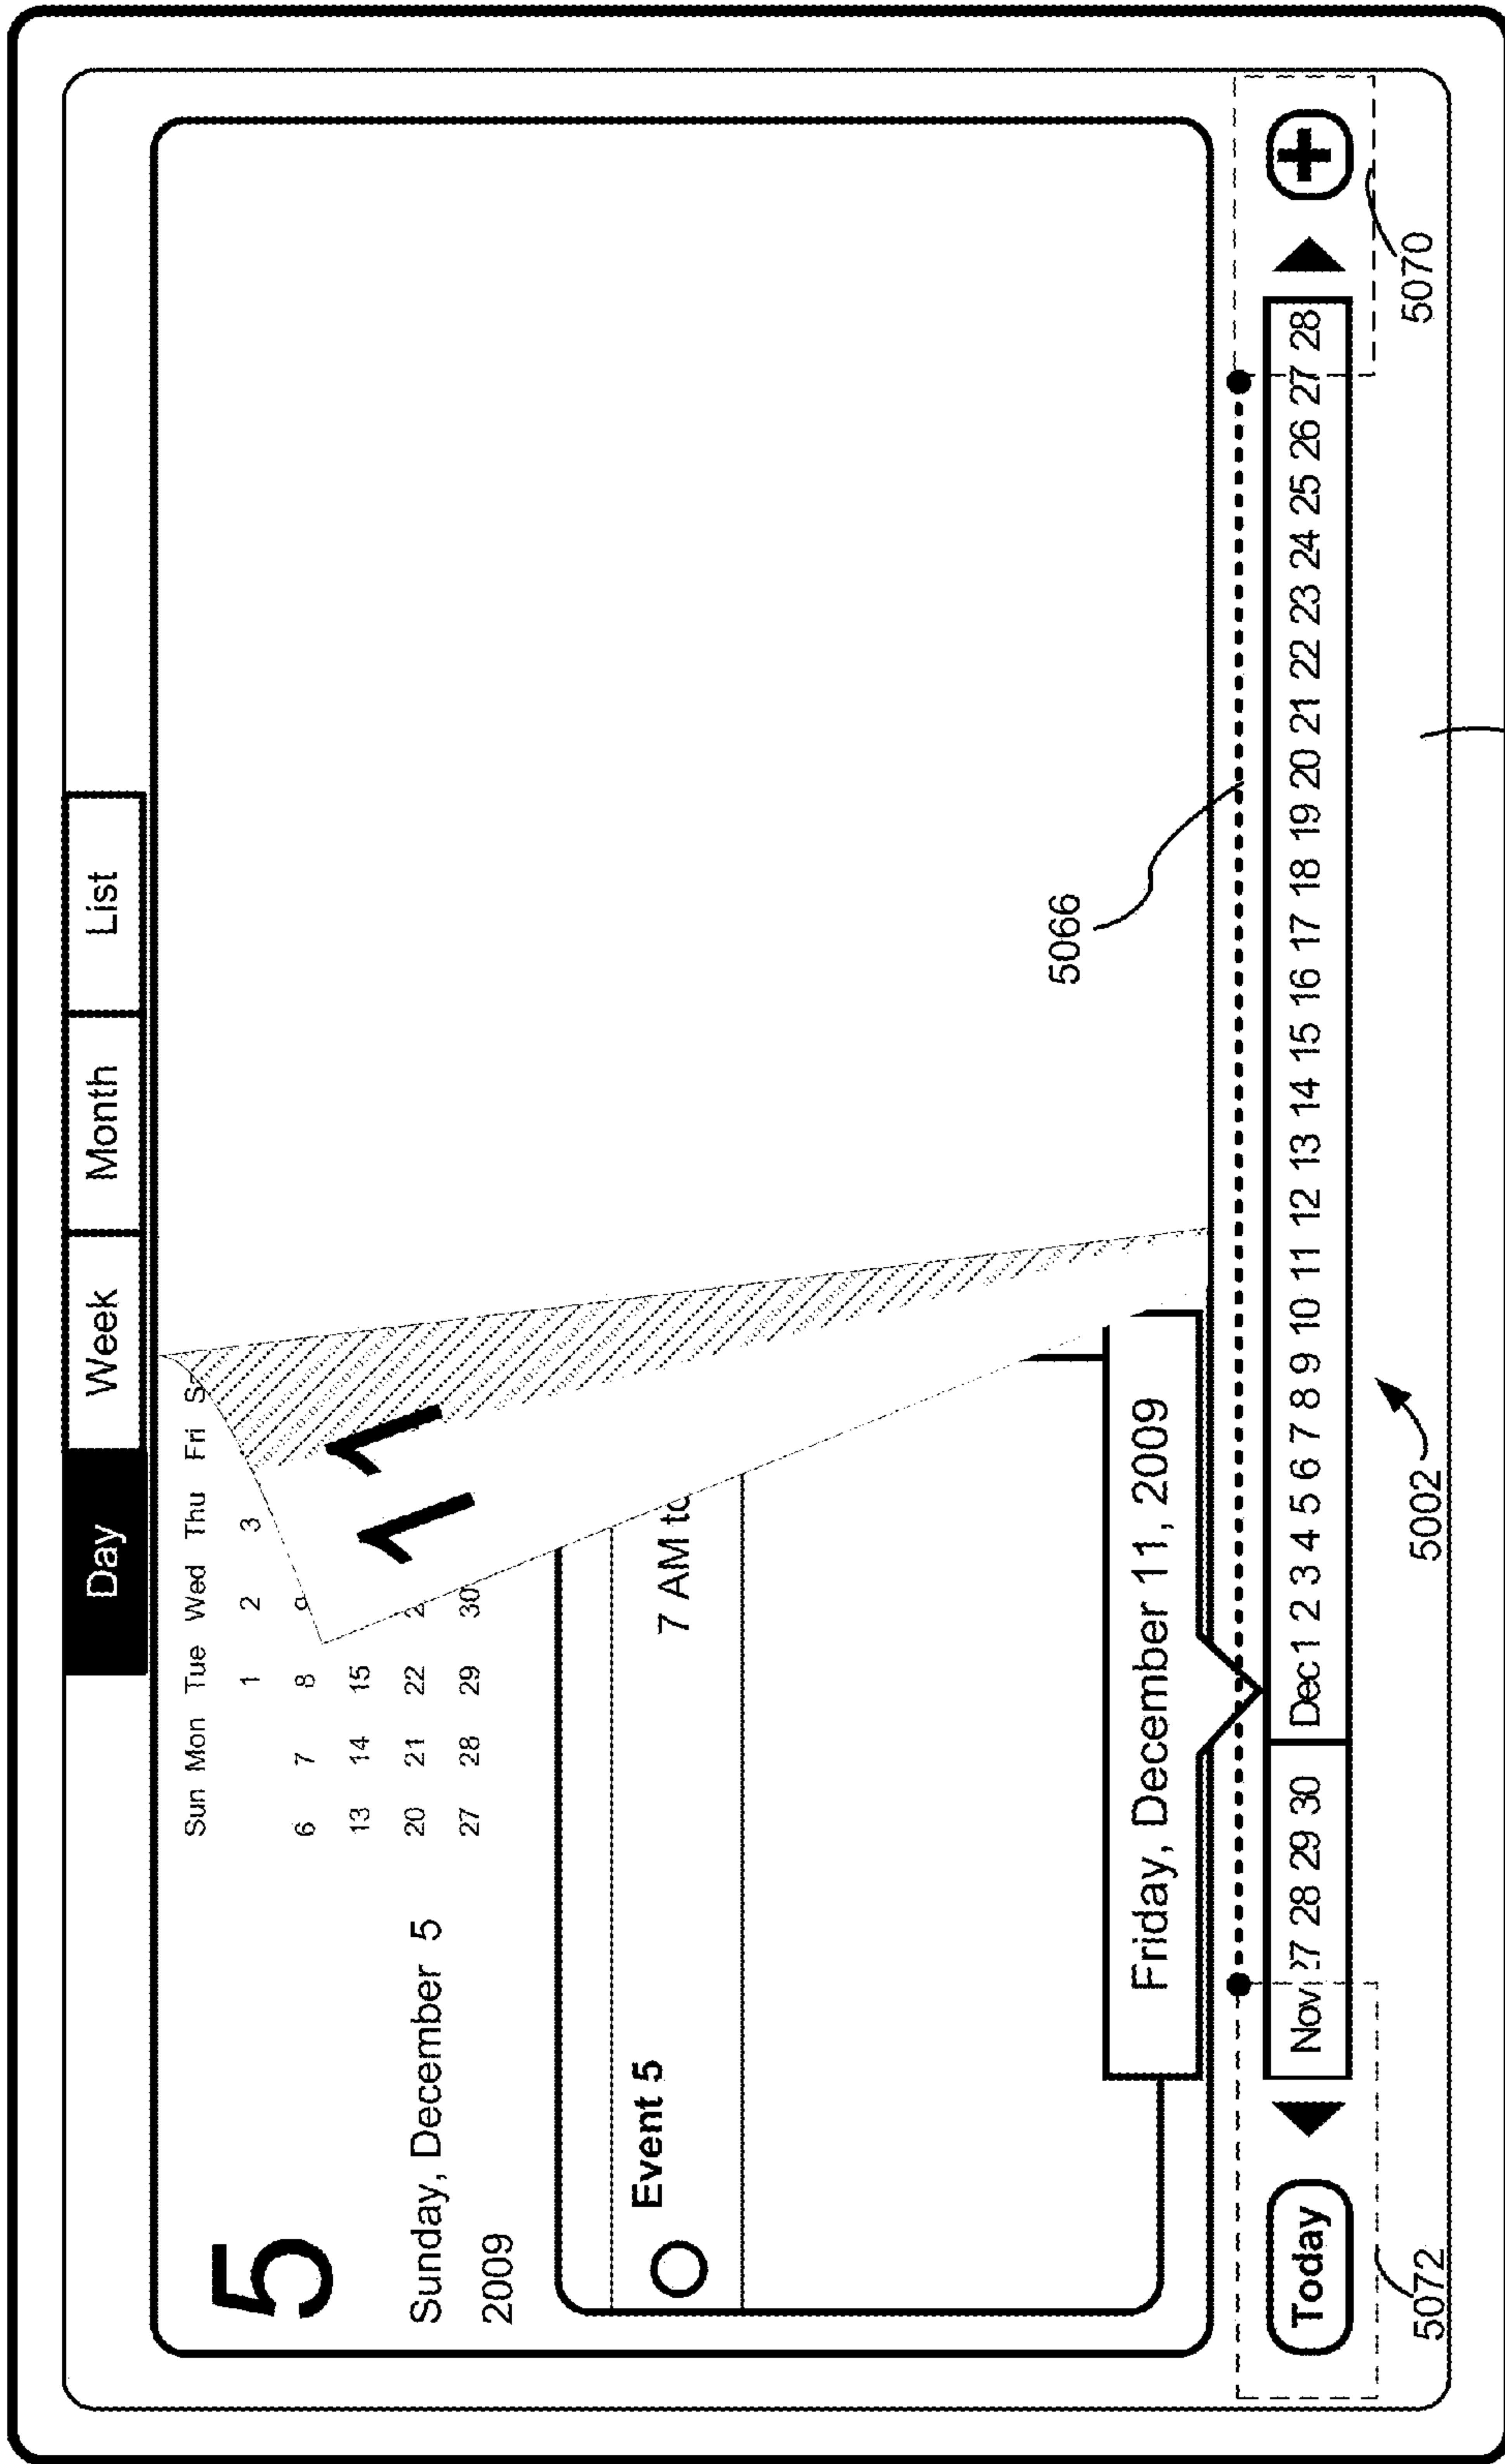 Day Week Month List
5
Sun Mon Tue Wed Thu Fri
1 2 3
6 7 8
13 14 15
20 21 22
27 28 29 30
Sunday, December 5
2009
11
Event 5
7 AM to
5066
Friday, December 11, 2009
Today Nov 28 29 30 Dec 1 2 3 4 5 6 7 8 9 10 11 12 13 14 15 16 17 18 19 20 21 22 23 24 25 26 27 28 +
5072
5002
5070